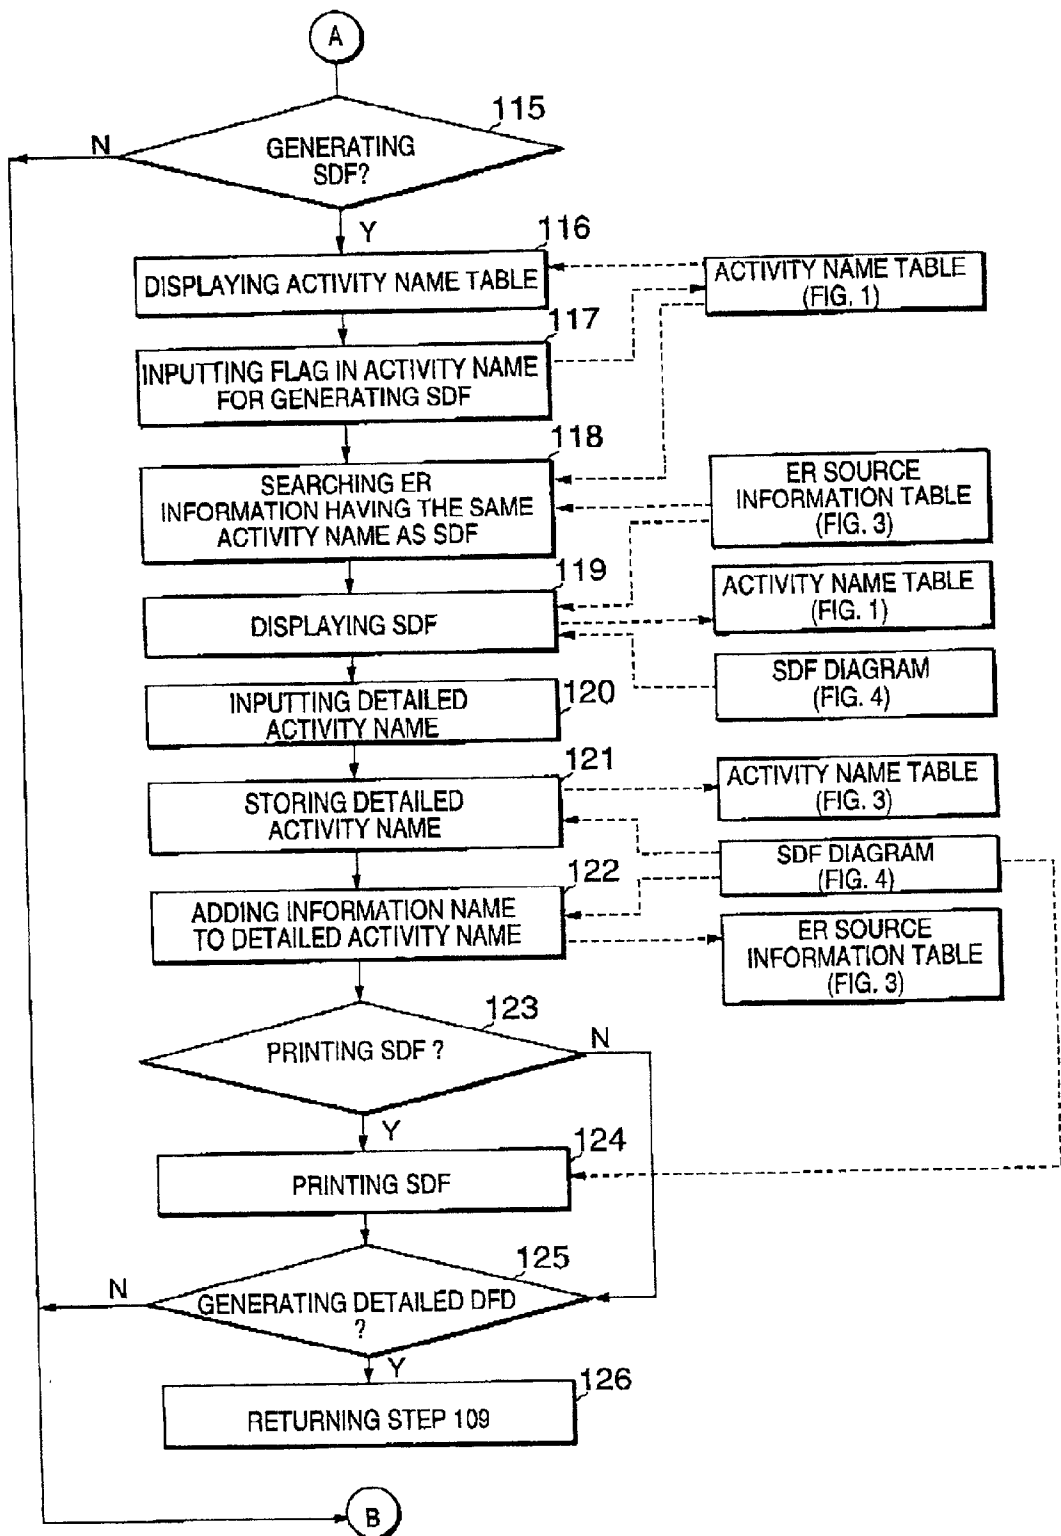 A
115
N
GENERATING
SDF?
Y
116
DISPLAYING ACTIVITY NAME TABLE
ACTIVITY NAME TABLE
(FIG. 1)
117
INPUTTING FLAG IN ACTIVITY NAME
FOR GENERATING SDF
118
SEARCHING ER
INFORMATION HAVING THE SAME
ACTIVITY NAME AS SDF
ER SOURCE
INFORMATION TABLE
(FIG. 3)
119
DISPLAYING SDF
ACTIVITY NAME TABLE
(FIG. 1)
SDF DIAGRAM
(FIG. 4)
120
INPUTTING DETAILED
ACTIVITY NAME
121
STORING DETAILED
ACTIVITY NAME
ACTIVITY NAME TABLE
(FIG. 3)
SDF DIAGRAM
(FIG. 4)
122
ADDING INFORMATION NAME
TO DETAILED ACTIVITY NAME
ER SOURCE
INFORMATION TABLE
(FIG. 3)
123
PRINTING SDF ?
N
Y
124
PRINTING SDF
125
N
GENERATING DETAILED DFD
?
Y
126
RETURNING STEP 109
B